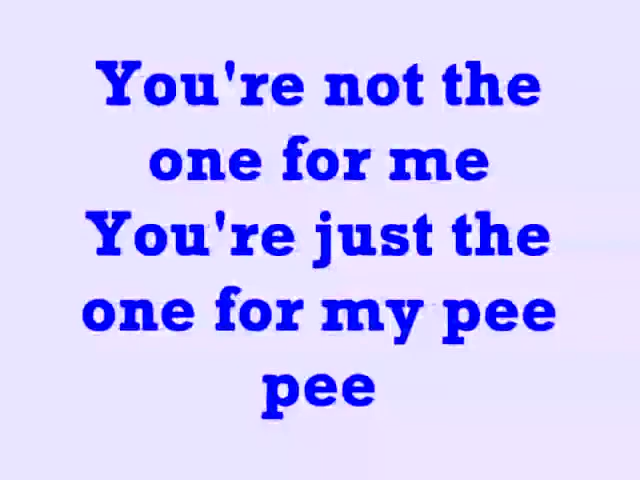 You're not the
one for me
You're just the
one for my pee
pee